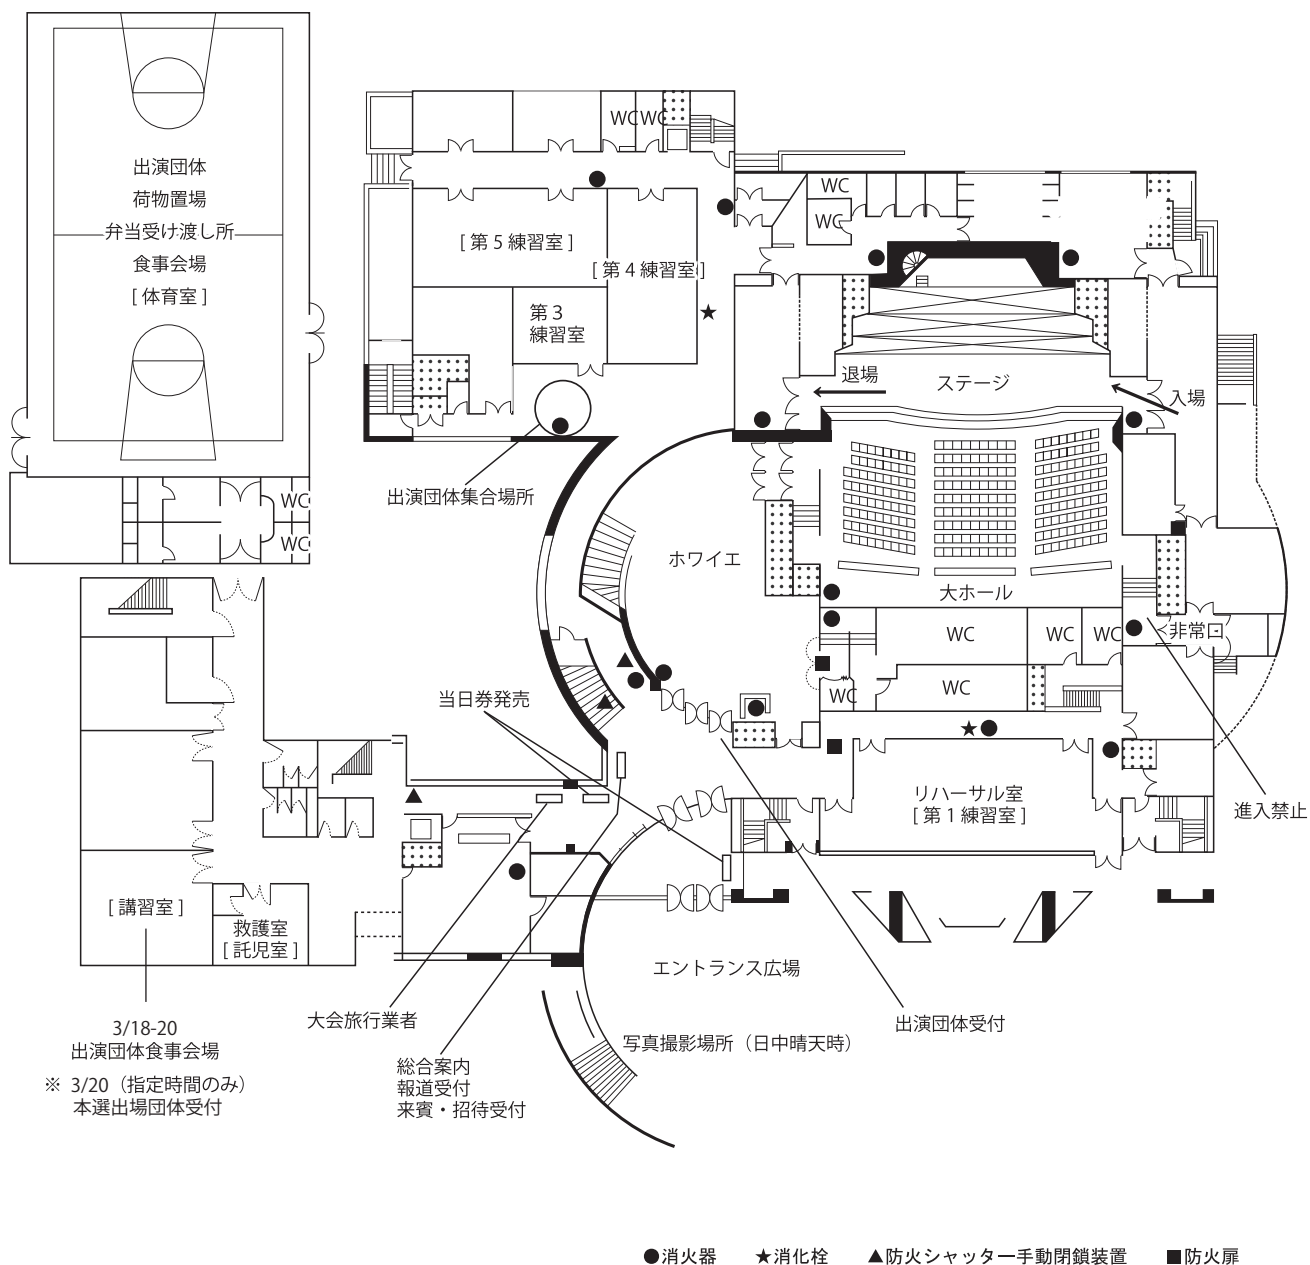 出演団体
荷物置場
弁当受け渡し所
食事会場
[ 体育室 ]
WC
WC
WC
WC
[ 第 5 練習室 ]
[ 第 4 練習室 ]
第 3
練習室
出演団体集合場所
WC
WC
退場
ステージ
入場
ホワイエ
大ホール
WC
WC
WC
非常口
WC
WC
当日券発売
リハーサル室
[ 第 1 練習室 ]
進入禁止
[ 講習室 ]
救護室
[ 託児室 ]
エントランス広場
大会旅行業者
出演団体受付
写真撮影場所（日中晴天時）
総合案内
報道受付
来賓・招待受付
3/18-20
出演団体食事会場
※ 3/20（指定時間のみ）
本選出場団体受付
●消火器 ★消化栓 ▲防火シャッター手動閉鎖装置 ■防火扉